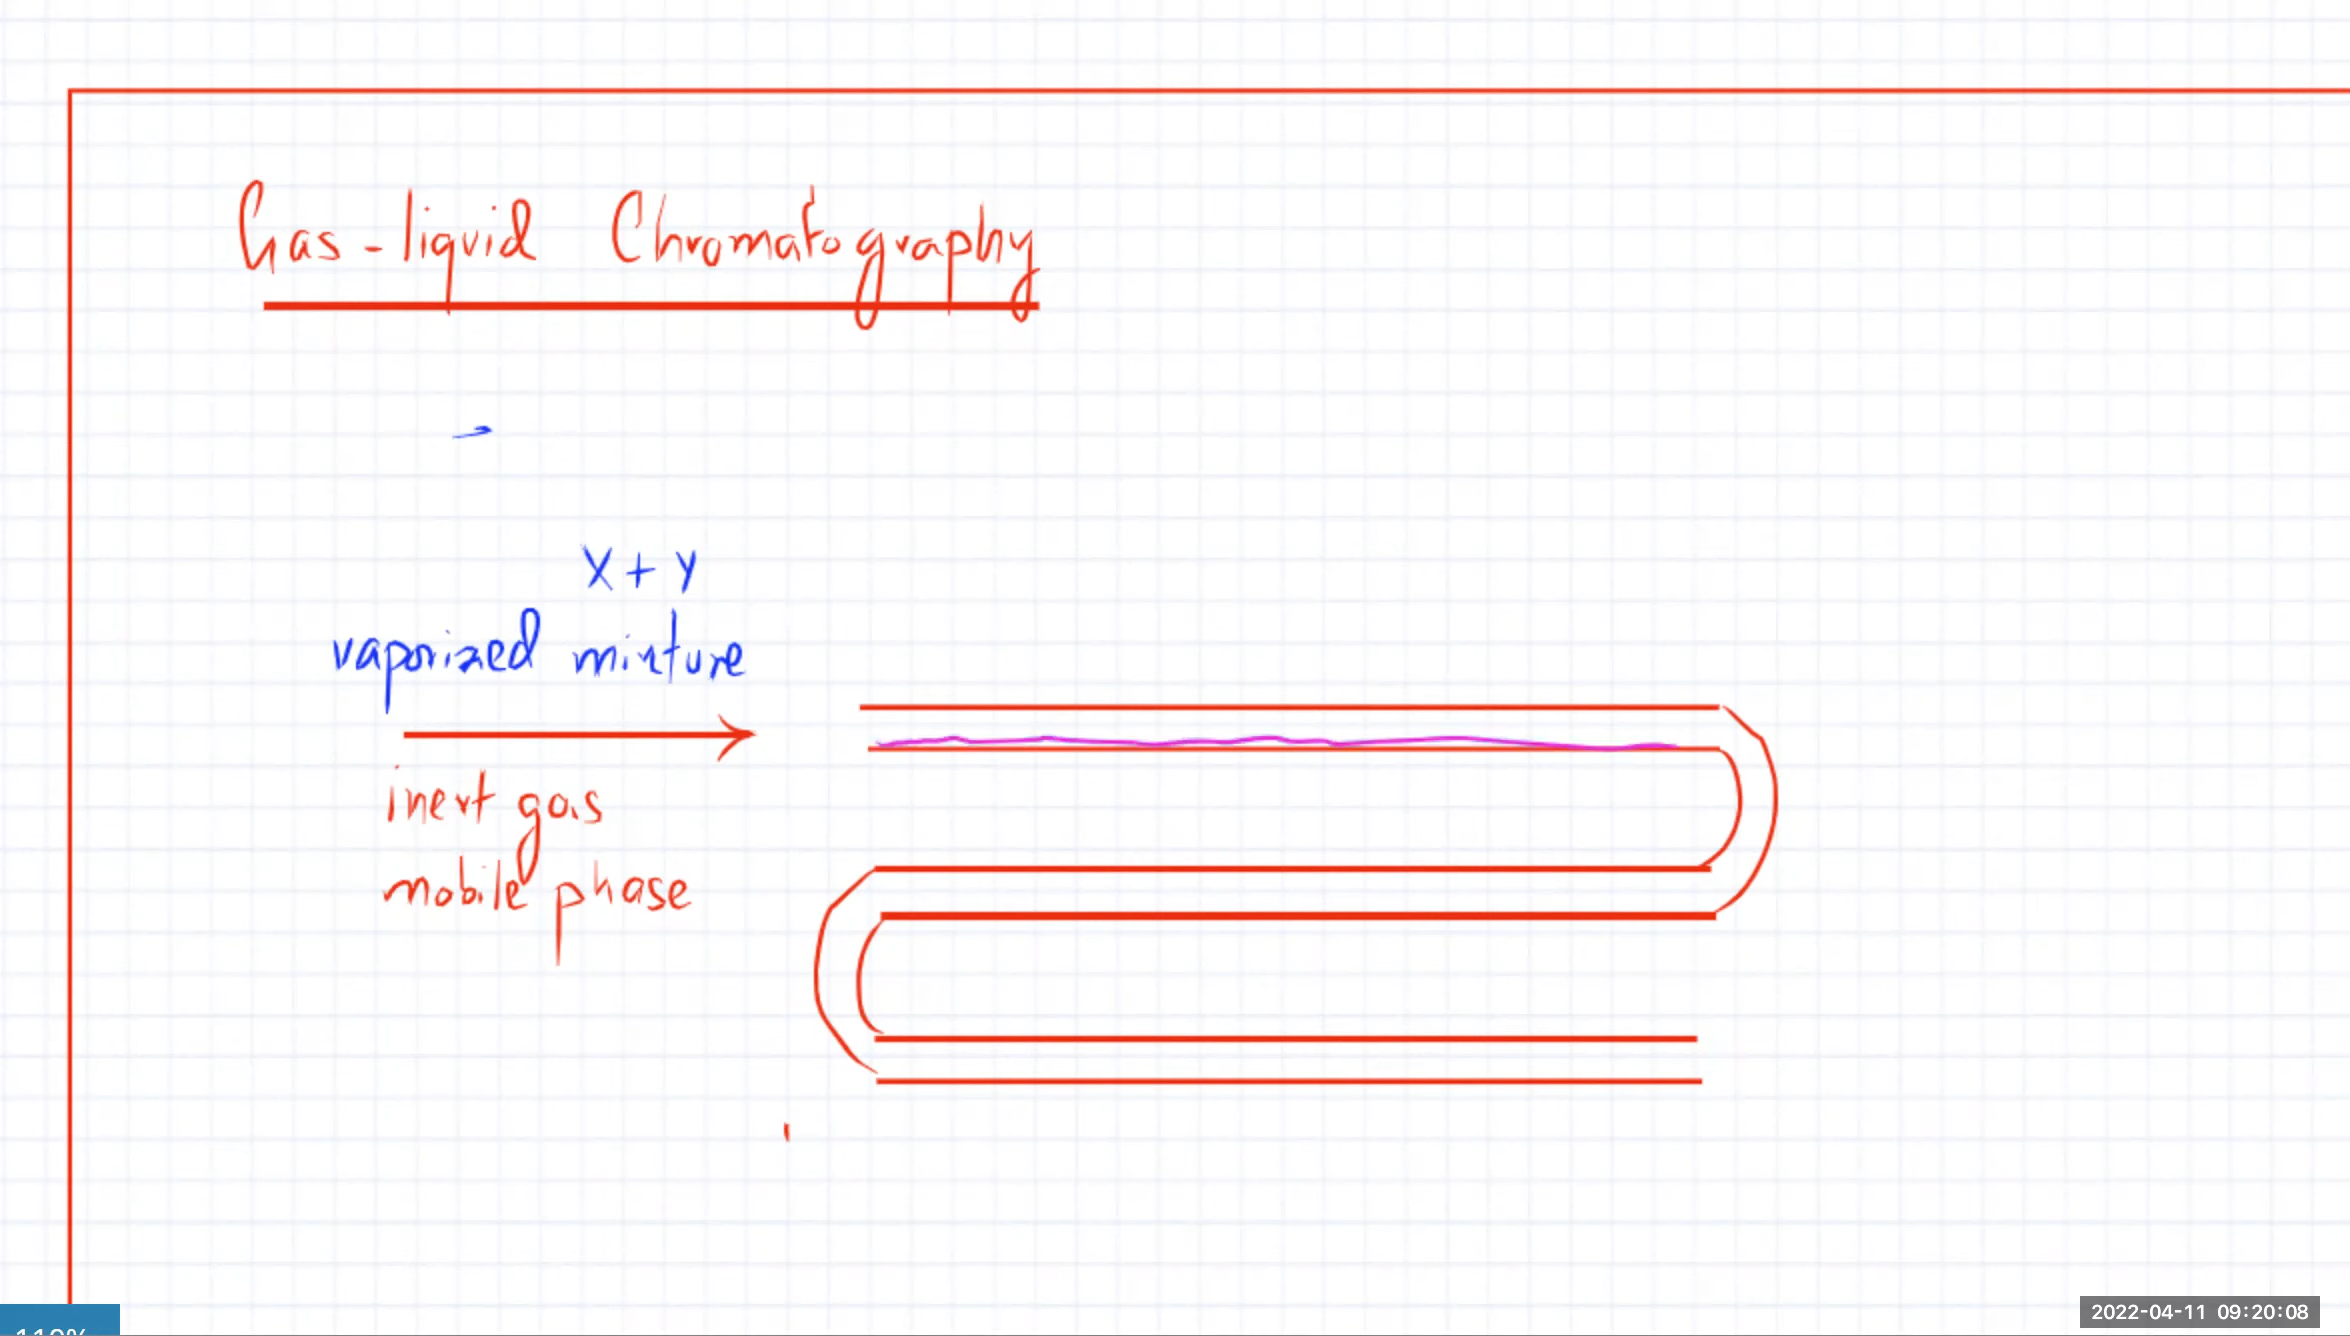 Gas-liquid Chromatography
X + Y
vaporized mixture
inert gas
mobile phase
2022-04-11 09:20:08